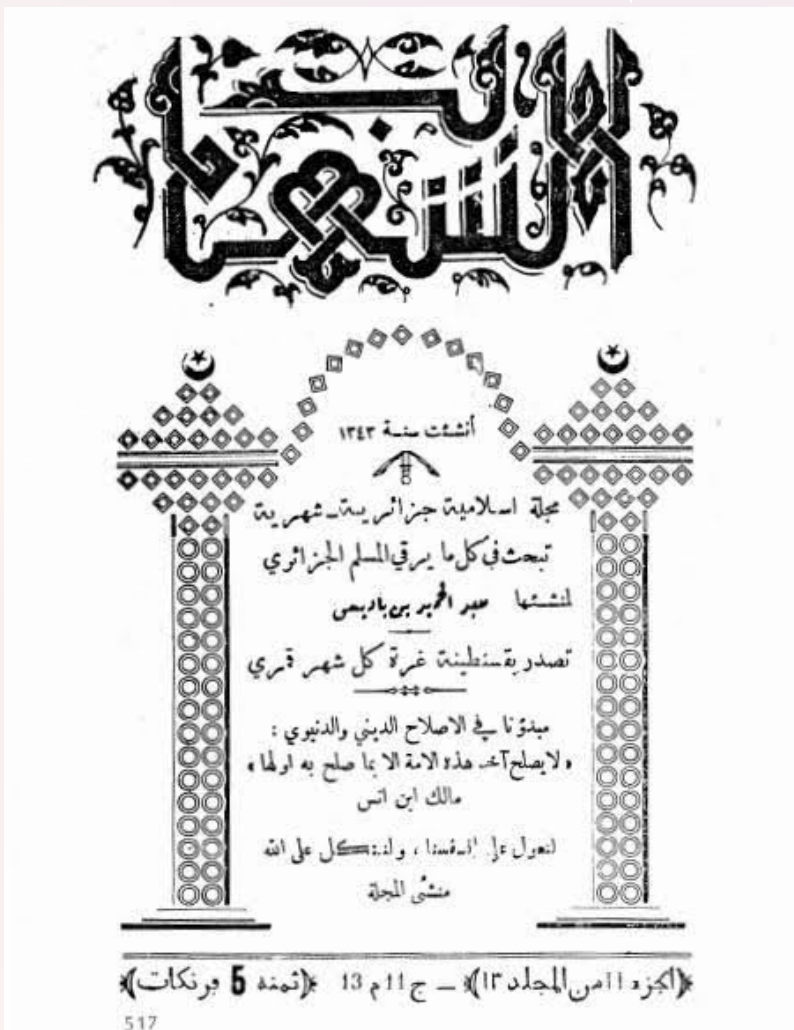 الشهاب
أنشئت سنة ١٣٤٣
مجلة اسلامية جزائرية - شهرية
تبحث في كل ما يرقي المسلم الجزائري
لمنشئها عبد الحميد بن باديس
تصدر بقسنطينة غرة كل شهر قمري
مبدؤنا في الاصلاح الديني والدنيوي :
« لا يصلح آخر هذه الامة الا بما صلح به اولها »
مالك ابن انس
لنعول على انفسنا ، ولنتكل على الله
منشئ المجلة
﴿الجزء ١١ من المجلد ١٣﴾ — ج 11 م 13 ﴿ثمنه 5 فرنكات﴾
517